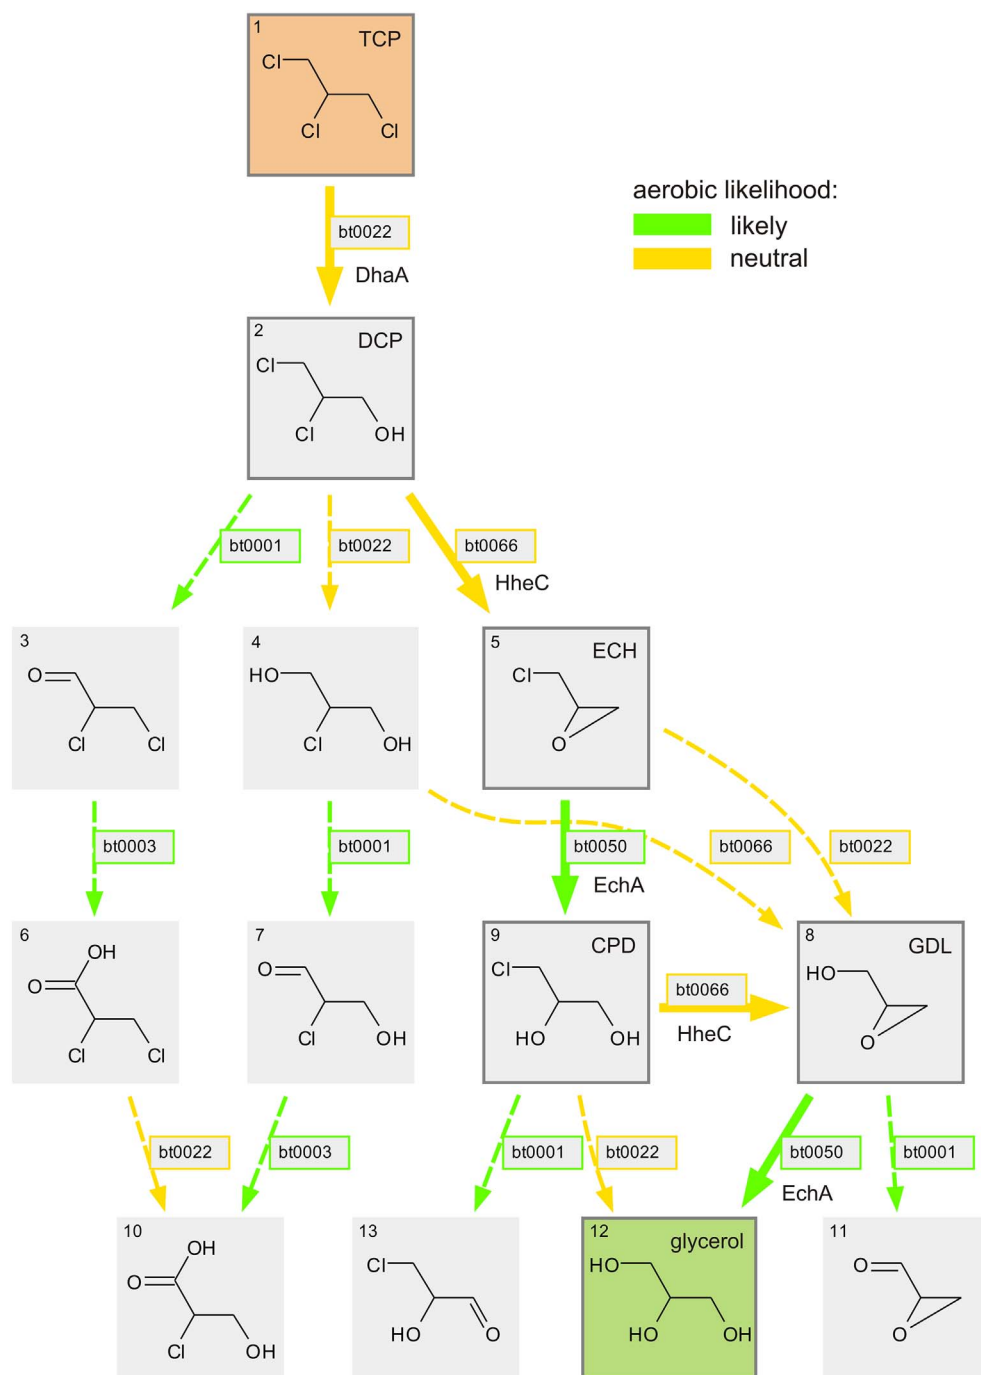 1 TCP
Cl
Cl Cl
aerobic likelihood:
likely
neutral
bt0022
DhaA
2 DCP
Cl
Cl OH
bt0001 bt0022 bt0066
HheC
3 4 5 ECH
O HO Cl
Cl Cl Cl OH O
bt0003 bt0001 bt0050 bt0066 bt0022
EchA
6 7 9 CPD 8 GDL
OH
O O Cl HO
Cl Cl Cl OH HO OH O
bt0066
HheC
bt0022 bt0003 bt0001 bt0022 bt0050 bt0001
EchA
10 13 12 glycerol 11
OH
O Cl HO O
Cl OH HO O HO OH O